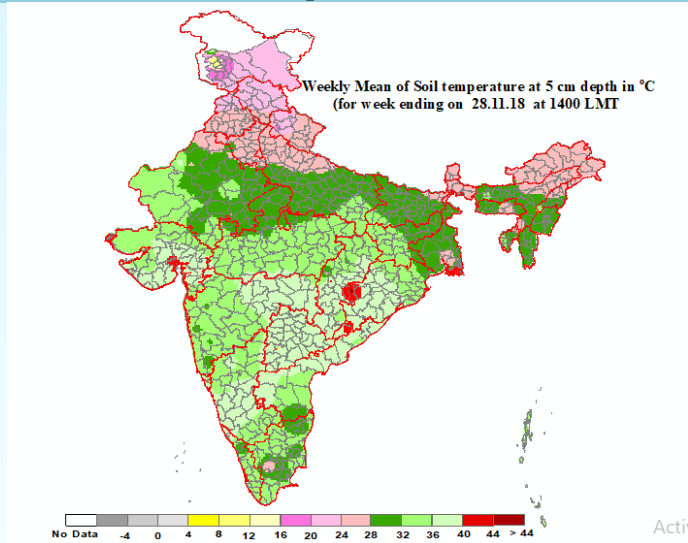 Weekly Mean of Soil temperature at 5 cm depth in °C
(for week ending on 28.11.18 at 1400 LMT
No Data -4 0 4 8 12 16 20 24 28 32 36 40 44 > 44
Activ